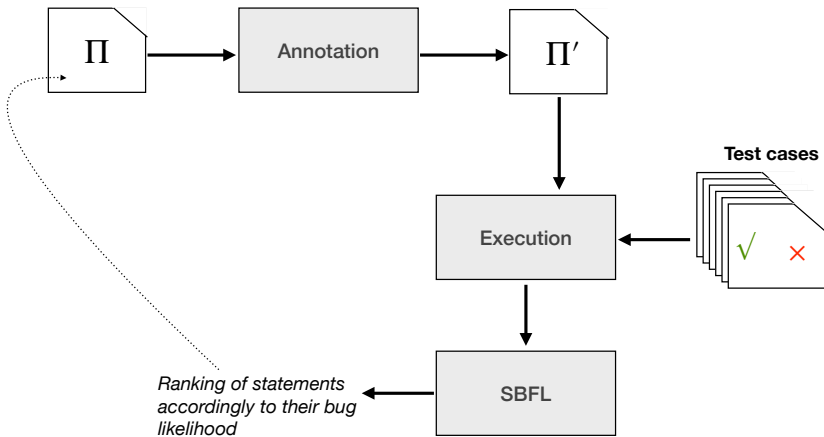 Π
Annotation
Π′
Test cases
Execution
√ ×
SBFL
Ranking of statements
accordingly to their bug
likelihood